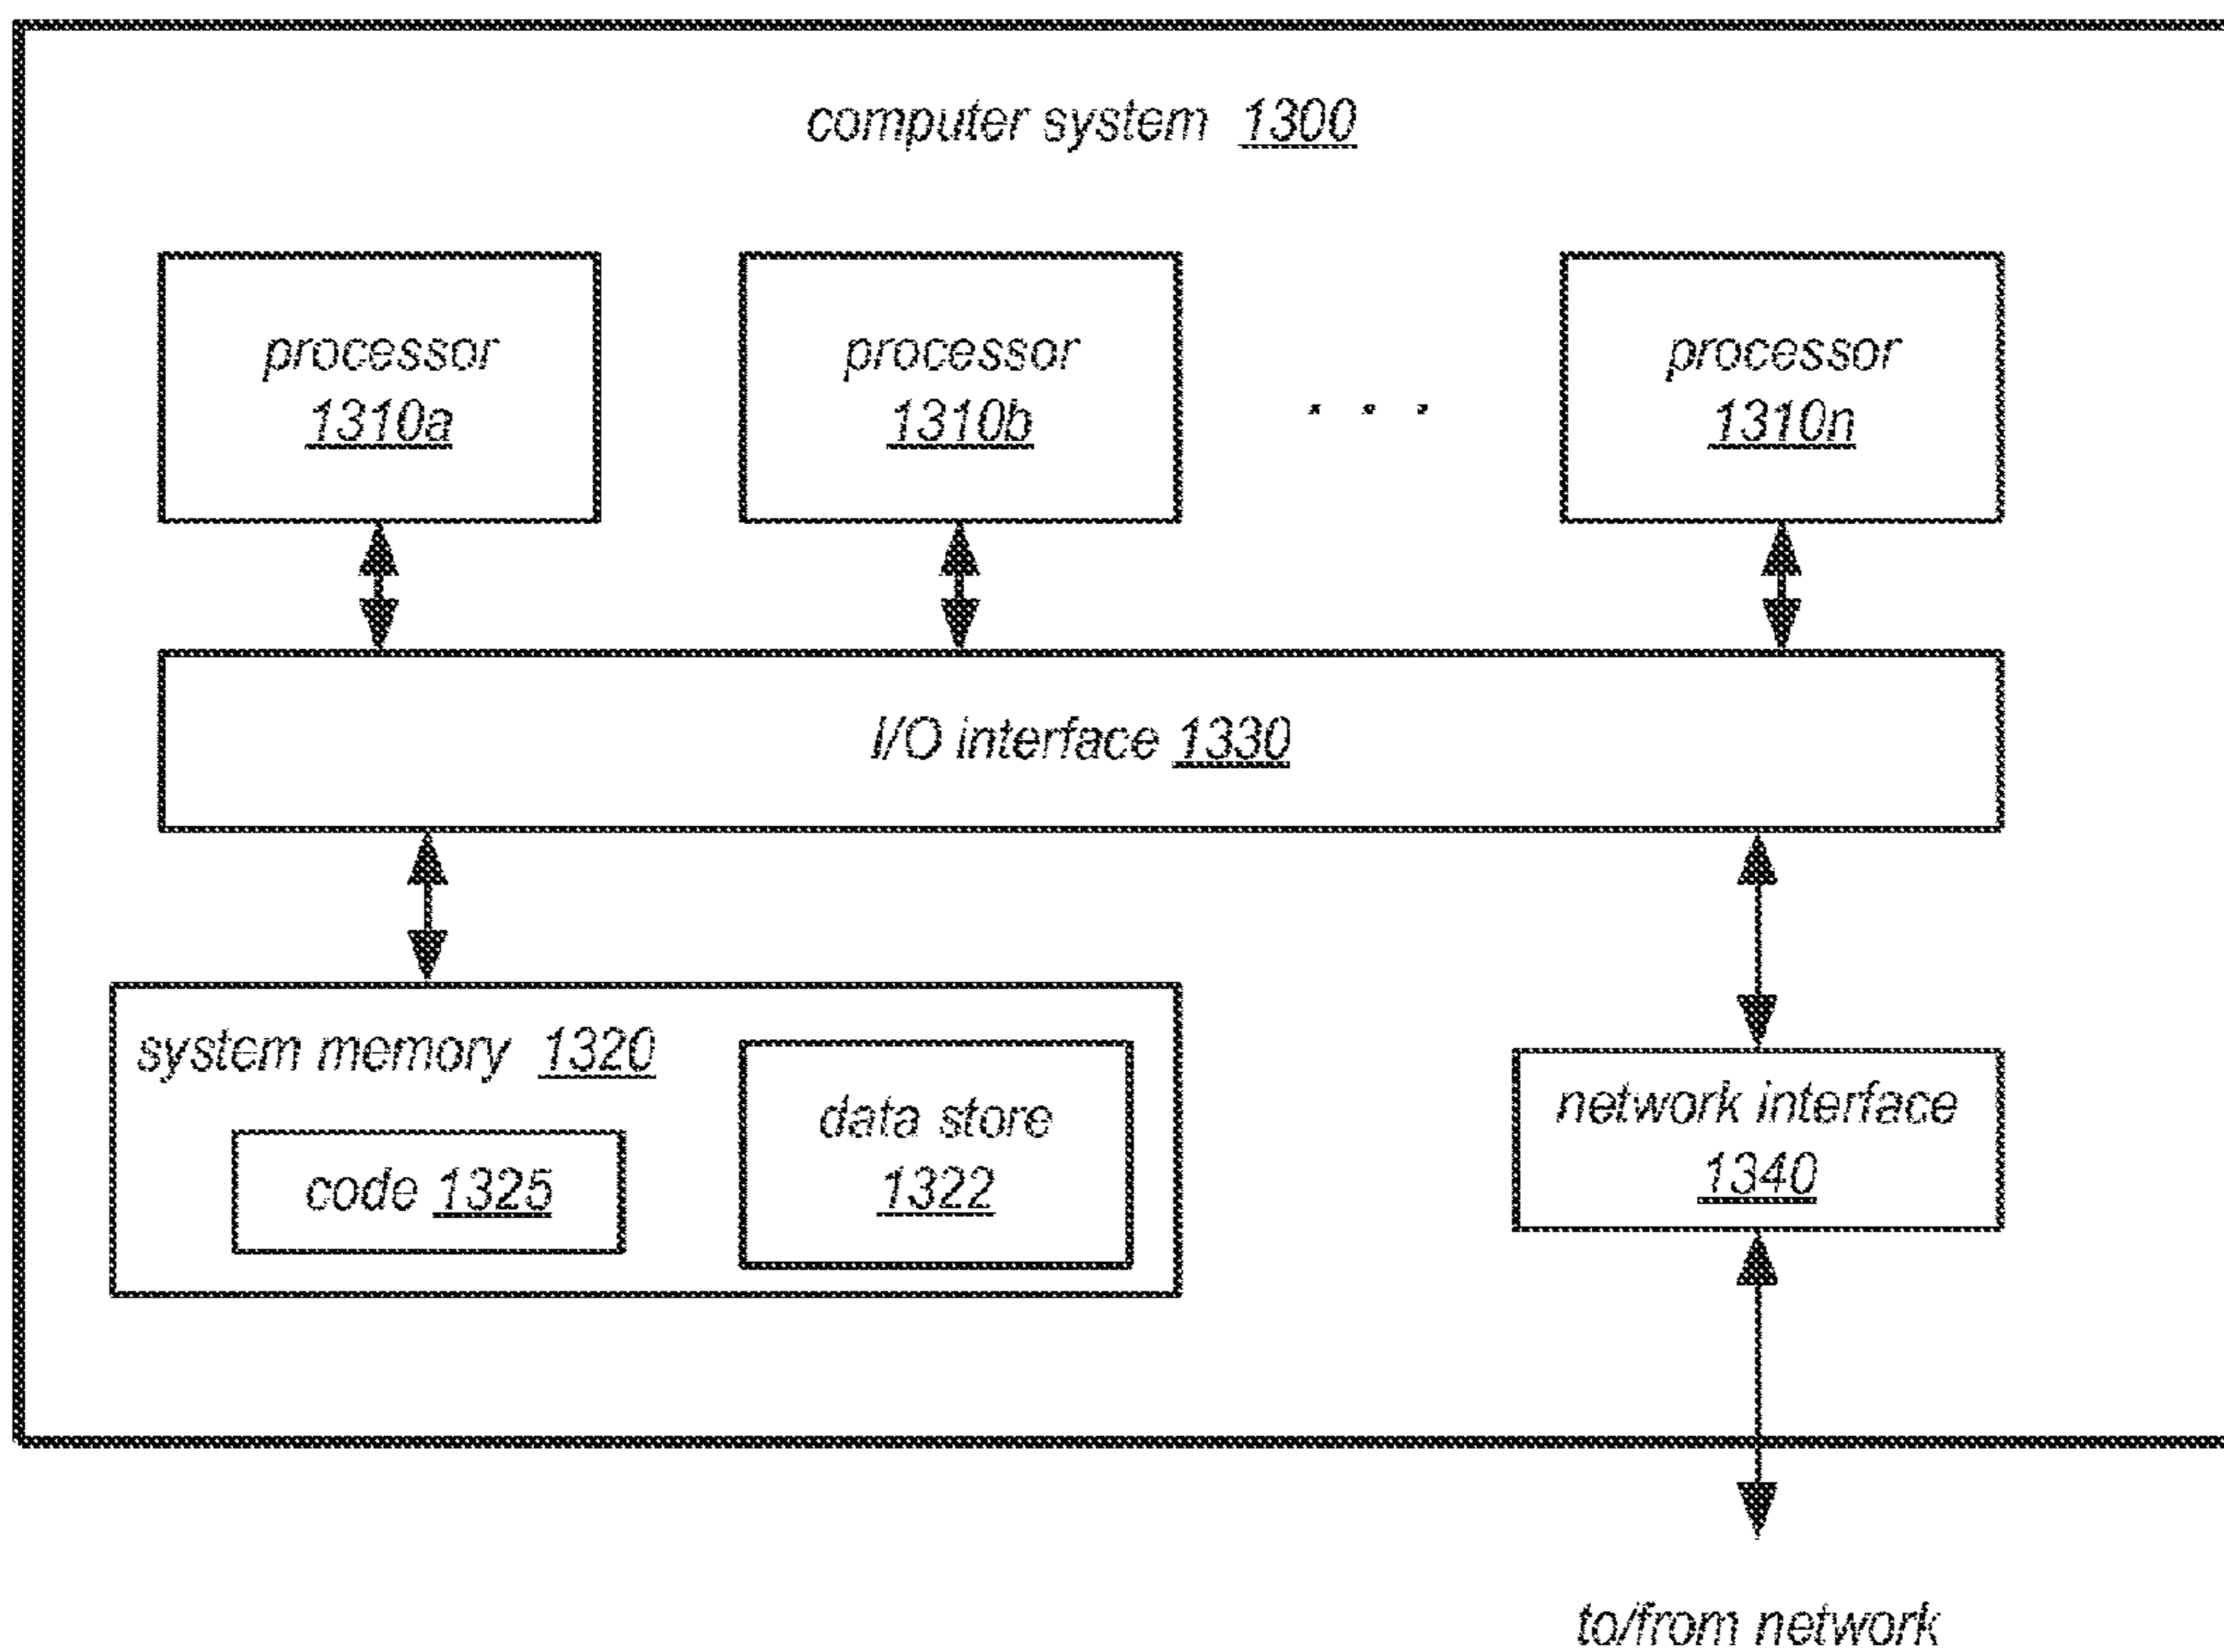 computer system 1300
processor
1310a
processor
1310b
. . .
processor
1310n
I/O interface 1330
system memory 1320
code 1325
data store
1322
network interface
1340
to/from network